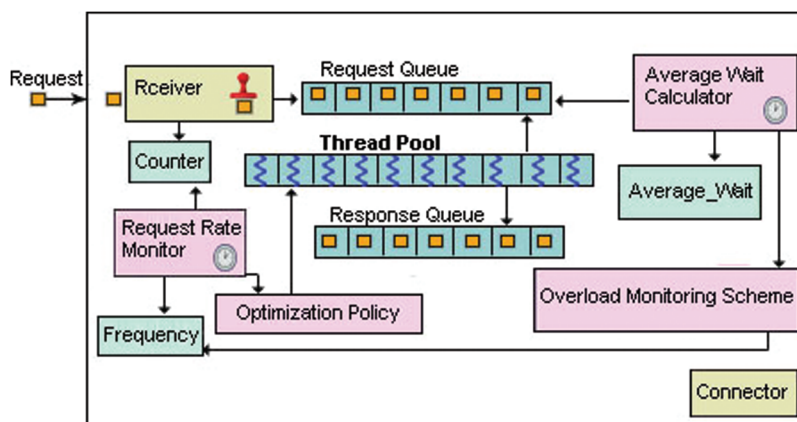 Request
Rceiver
Request Queue
Average Wait
Calculator
Counter
Thread Pool
Average_Wait
Request Rate
Monitor
Response Queue
Optimization Policy
Overload Monitoring Scheme
Frequency
Connector